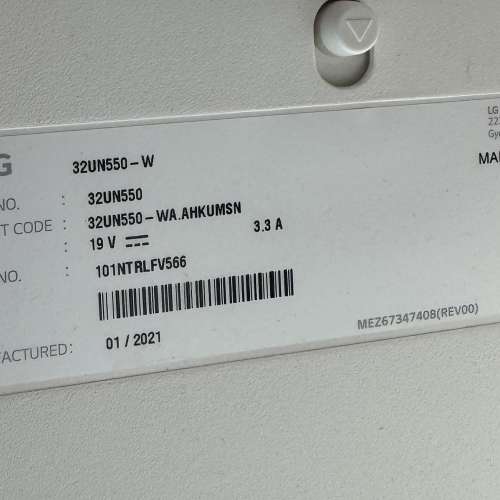 G 32UN550-W
NO. : 32UN550
T CODE : 32UN550-WA.AHKUMSN
: 19 V 3.3 A
NO. : 101NTRLFV566
FACTURED: 01 / 2021
MEZ67347408(REV00)
LG
22
Gy
MA